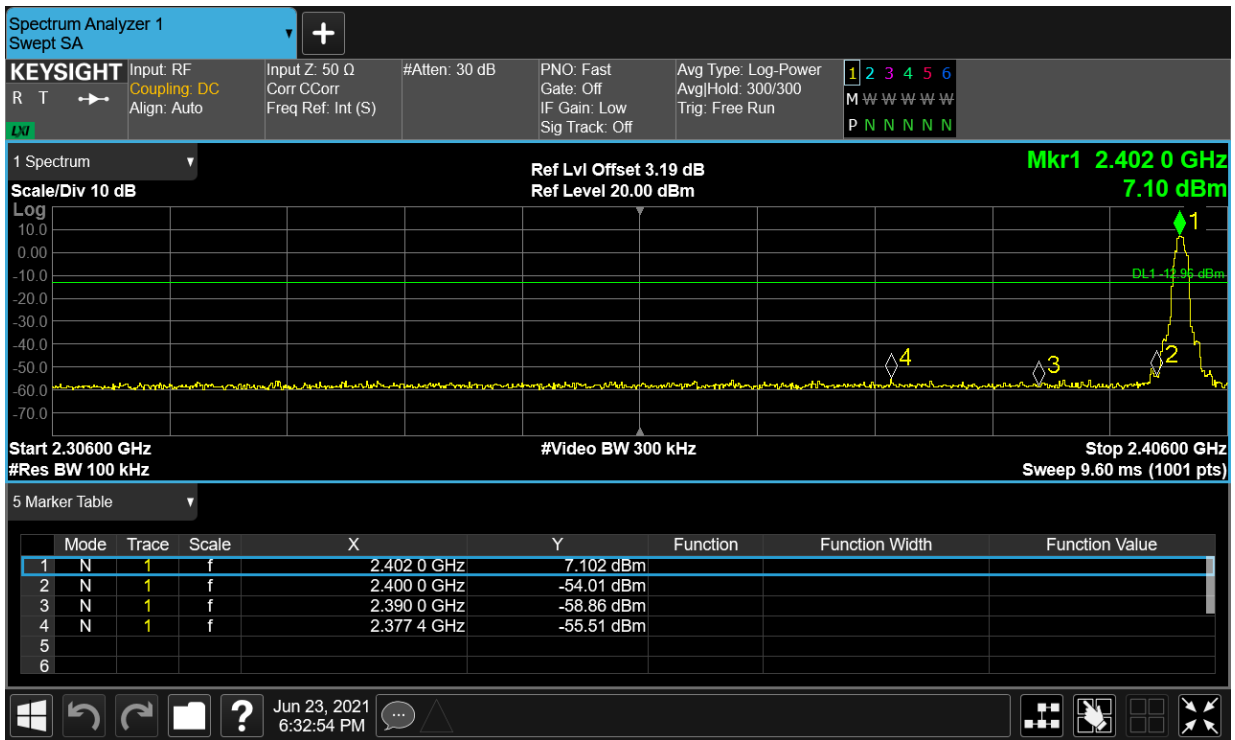 Spectrum Analyzer 1
Swept SA
KEYSIGHT
R T
LXI
Input: RF
Coupling: DC
Align: Auto
Input Z: 50 Ω
Corr CCorr
Freq Ref: Int (S)
#Atten: 30 dB
PNO: Fast
Gate: Off
IF Gain: Low
Sig Track: Off
Avg Type: Log-Power
Avg|Hold: 300/300
Trig: Free Run
1 2 3 4 5 6
M W W W W W
P N N N N N
1 Spectrum
Scale/Div 10 dB
Ref Lvl Offset 3.19 dB
Ref Level 20.00 dBm
Mkr1 2.402 0 GHz
7.10 dBm
Log
10.0
0.00
-10.0
-20.0
-30.0
-40.0
-50.0
-60.0
-70.0
1
DL1 -12.96 dBm
4
3
2
Start 2.30600 GHz
#Res BW 100 kHz
#Video BW 300 kHz
Stop 2.40600 GHz
Sweep 9.60 ms (1001 pts)
5 Marker Table
Mode Trace Scale X Y Function Function Width Function Value
1 N 1 f 2.402 0 GHz 7.102 dBm
2 N 1 f 2.400 0 GHz -54.01 dBm
3 N 1 f 2.390 0 GHz -58.86 dBm
4 N 1 f 2.377 4 GHz -55.51 dBm
5
6
?
Jun 23, 2021
6:32:54 PM